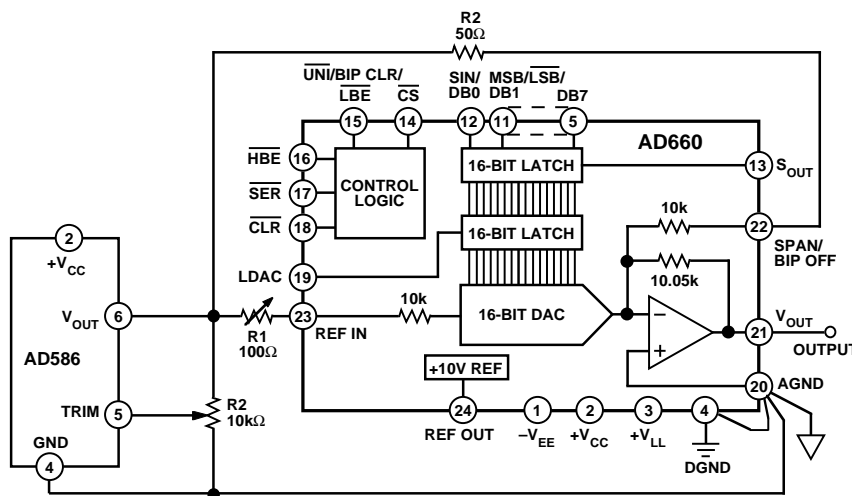 R2
50Ω
UNI/BIP CLR/
LBE
CS
SIN/
DB0
MSB/LSB/
DB1
DB7
15
14
12
11
5
AD660
HBE
16
SER
17
CLR
18
CONTROL
LOGIC
16-BIT LATCH
13
SOUT
10k
22
SPAN/
BIP OFF
2
+VCC
LDAC
19
16-BIT LATCH
10.05k
VOUT
6
R1
100Ω
23
REF IN
10k
16-BIT DAC
−
+
VOUT
21
OUTPUT
AD586
+10V REF
TRIM
5
R2
10kΩ
20
AGND
24
REF OUT
1
−VEE
2
+VCC
3
+VLL
4
DGND
GND
4